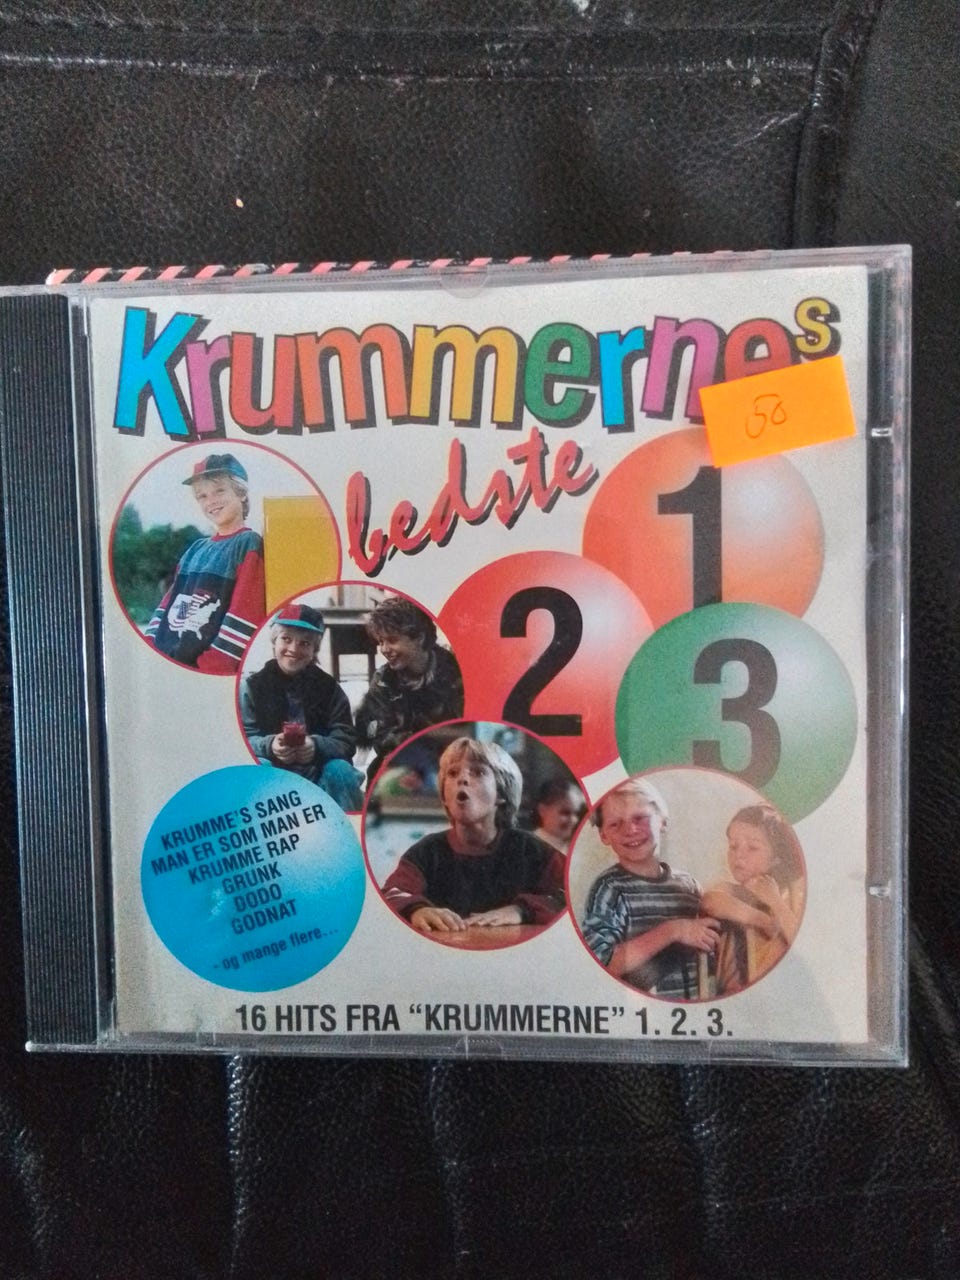 Krummernes
50
bedste
1
2
3
KRUMME'S SANG
MAN ER SOM MAN ER
KRUMME RAP
GRUNK
DODO
GODNAT
- og mange flere...
16 HITS FRA “KRUMMERNE” 1. 2. 3.